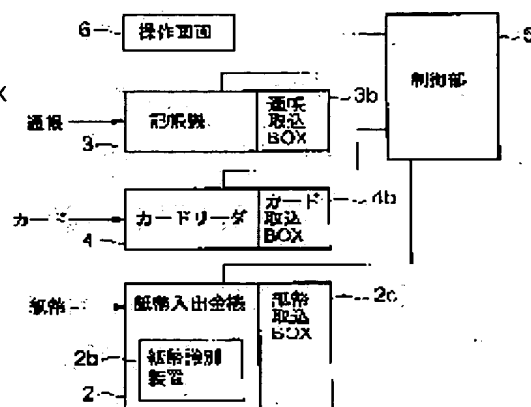 6 操作画面
5
制御部
X
通帳
記帳機
3
通帳
取込
BOX
3b
カード
カードリーダ
4
カード
取込
BOX
4b
紙幣
紙幣入出金機
2b
紙幣識別
装置
2
紙幣
取込
BOX
2c